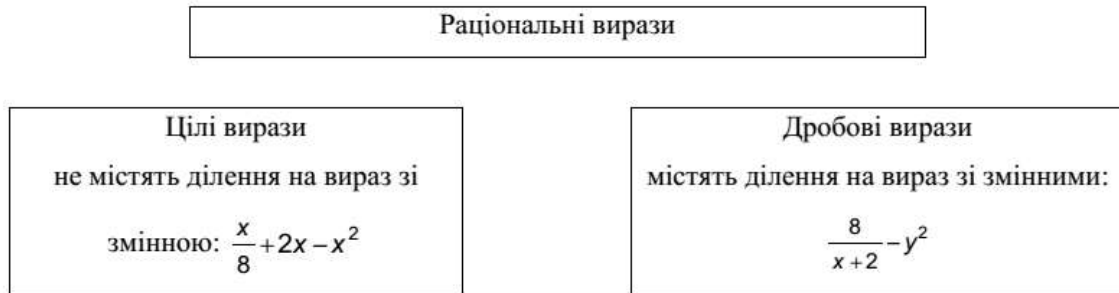 Раціональні вирази
Цілі вирази
не містять ділення на вираз зі
змінною: x/8 + 2x − x²
Дробові вирази
містять ділення на вираз зі змінними:
8/(x+2) − y²